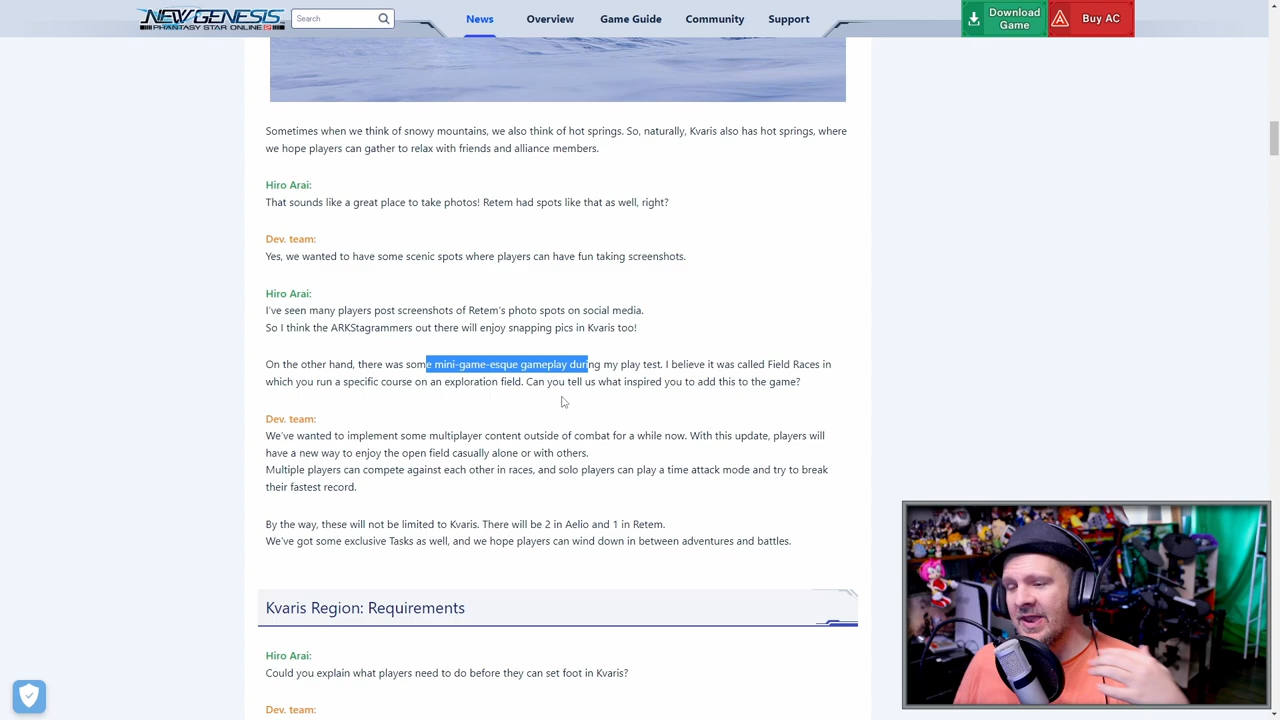 NEW GENESIS
PHANTASY STAR ONLINE 2
Search
News
Overview
Game Guide
Community
Support
Download
Game
Buy AC
Sometimes when we think of snowy mountains, we also think of hot springs. So, naturally, Kvaris also has hot springs, where
we hope players can gather to relax with friends and alliance members.
Hiro Arai:
That sounds like a great place to take photos! Retem had spots like that as well, right?
Dev. team:
Yes, we wanted to have some scenic spots where players can have fun taking screenshots.
Hiro Arai:
I've seen many players post screenshots of Retem's photo spots on social media.
So I think the ARKStagrammers out there will enjoy snapping pics in Kvaris too!
On the other hand, there was some mini-game-esque gameplay during my play test. I believe it was called Field Races in
which you run a specific course on an exploration field. Can you tell us what inspired you to add this to the game?
Dev. team:
We've wanted to implement some multiplayer content outside of combat for a while now. With this update, players will
have a new way to enjoy the open field casually alone or with others.
Multiple players can compete against each other in races, and solo players can play a time attack mode and try to break
their fastest record.
By the way, these will not be limited to Kvaris. There will be 2 in Aelio and 1 in Retem.
We've got some exclusive Tasks as well, and we hope players can wind down in between adventures and battles.
Kvaris Region: Requirements
Hiro Arai:
Could you explain what players need to do before they can set foot in Kvaris?
Dev. team: